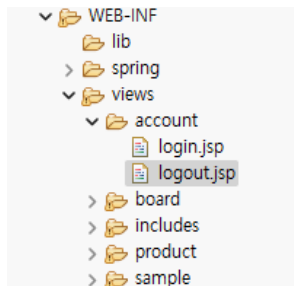 WEB-INF
lib
spring
views
account
login.jsp
logout.jsp
board
includes
product
sample